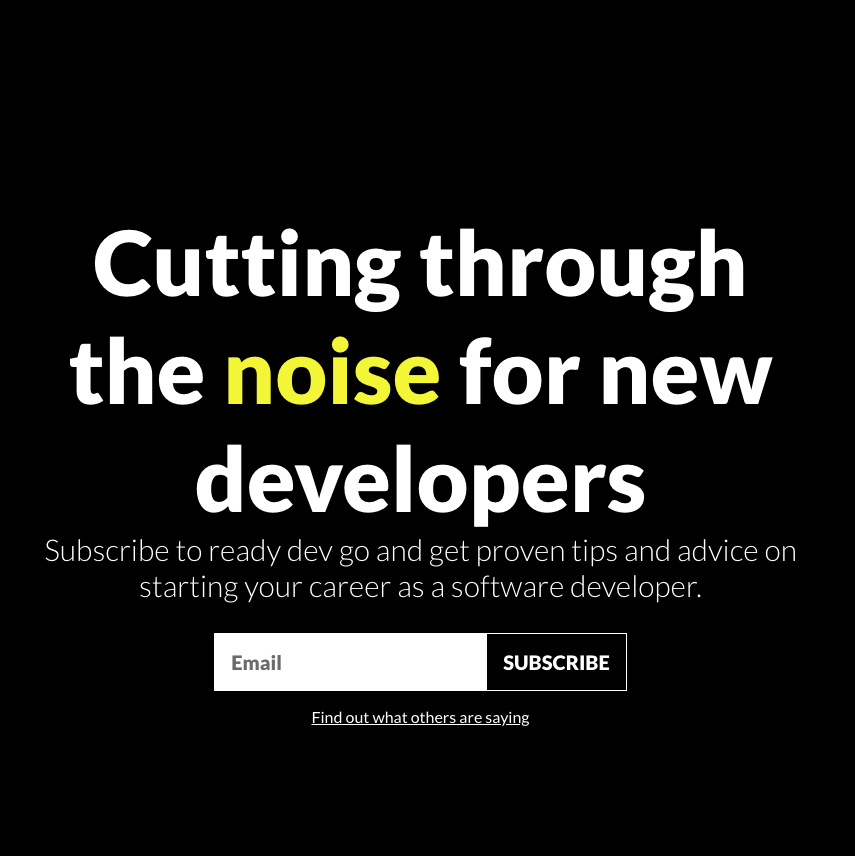 Cutting through
the noise for new
developers
Subscribe to ready dev go and get proven tips and advice on
starting your career as a software developer.
Email
SUBSCRIBE
Find out what others are saying